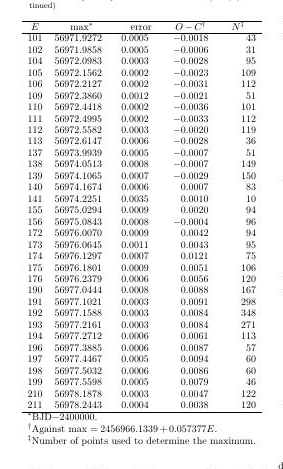 tinued)
E max* error O − C† N‡
101 56971.9272 0.0005 −0.0018 43
102 56971.9858 0.0005 −0.0006 31
104 56972.0983 0.0003 −0.0028 95
105 56972.1562 0.0002 −0.0023 109
106 56972.2127 0.0002 −0.0031 112
109 56972.3860 0.0012 −0.0021 51
110 56972.4418 0.0002 −0.0036 101
111 56972.4995 0.0002 −0.0033 112
112 56972.5582 0.0003 −0.0020 119
113 56972.6147 0.0006 −0.0028 36
137 56973.9939 0.0005 −0.0007 51
138 56974.0513 0.0008 −0.0007 149
139 56974.1065 0.0007 −0.0029 150
140 56974.1674 0.0006 0.0007 83
141 56974.2251 0.0035 0.0010 10
155 56975.0294 0.0009 0.0020 94
156 56975.0843 0.0008 −0.0004 96
172 56976.0070 0.0009 0.0042 94
173 56976.0645 0.0011 0.0043 95
174 56976.1297 0.0007 0.0121 75
175 56976.1801 0.0009 0.0051 106
176 56976.2379 0.0006 0.0056 120
190 56977.0444 0.0008 0.0088 167
191 56977.1021 0.0003 0.0091 298
192 56977.1588 0.0003 0.0084 348
193 56977.2161 0.0003 0.0084 271
194 56977.2712 0.0006 0.0061 113
196 56977.3885 0.0006 0.0087 57
197 56977.4467 0.0005 0.0094 60
198 56977.5032 0.0006 0.0086 60
199 56977.5598 0.0005 0.0079 46
210 56978.1878 0.0003 0.0047 122
211 56978.2443 0.0004 0.0038 120
*BJD−2400000.
†Against max = 2456966.1339 + 0.057377E.
‡Number of points used to determine the maximum.
d